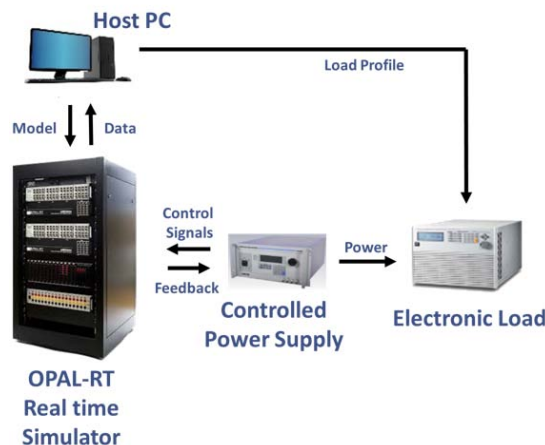 Host PC
Load Profile
Model
Data
Control
Signals
Power
Feedback
Controlled
Power Supply
Electronic Load
OPAL-RT
Real time
Simulator